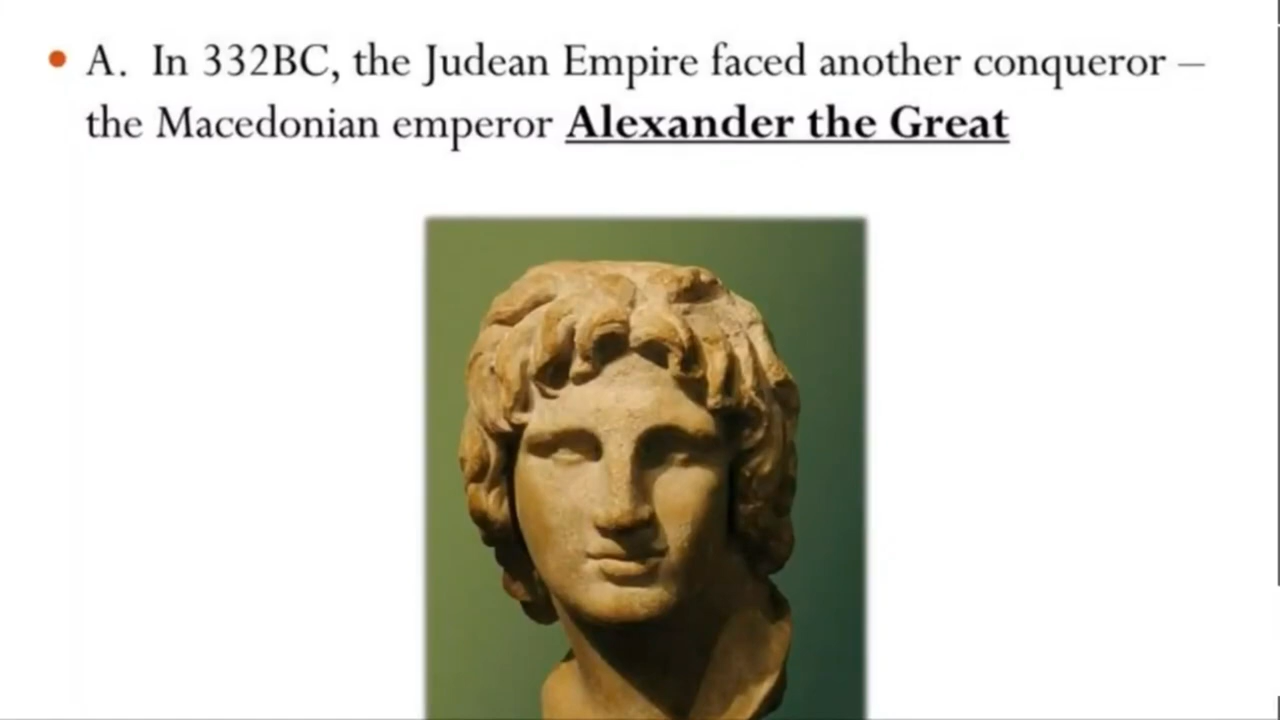 • A. In 332BC, the Judean Empire faced another conqueror –
the Macedonian emperor Alexander the Great